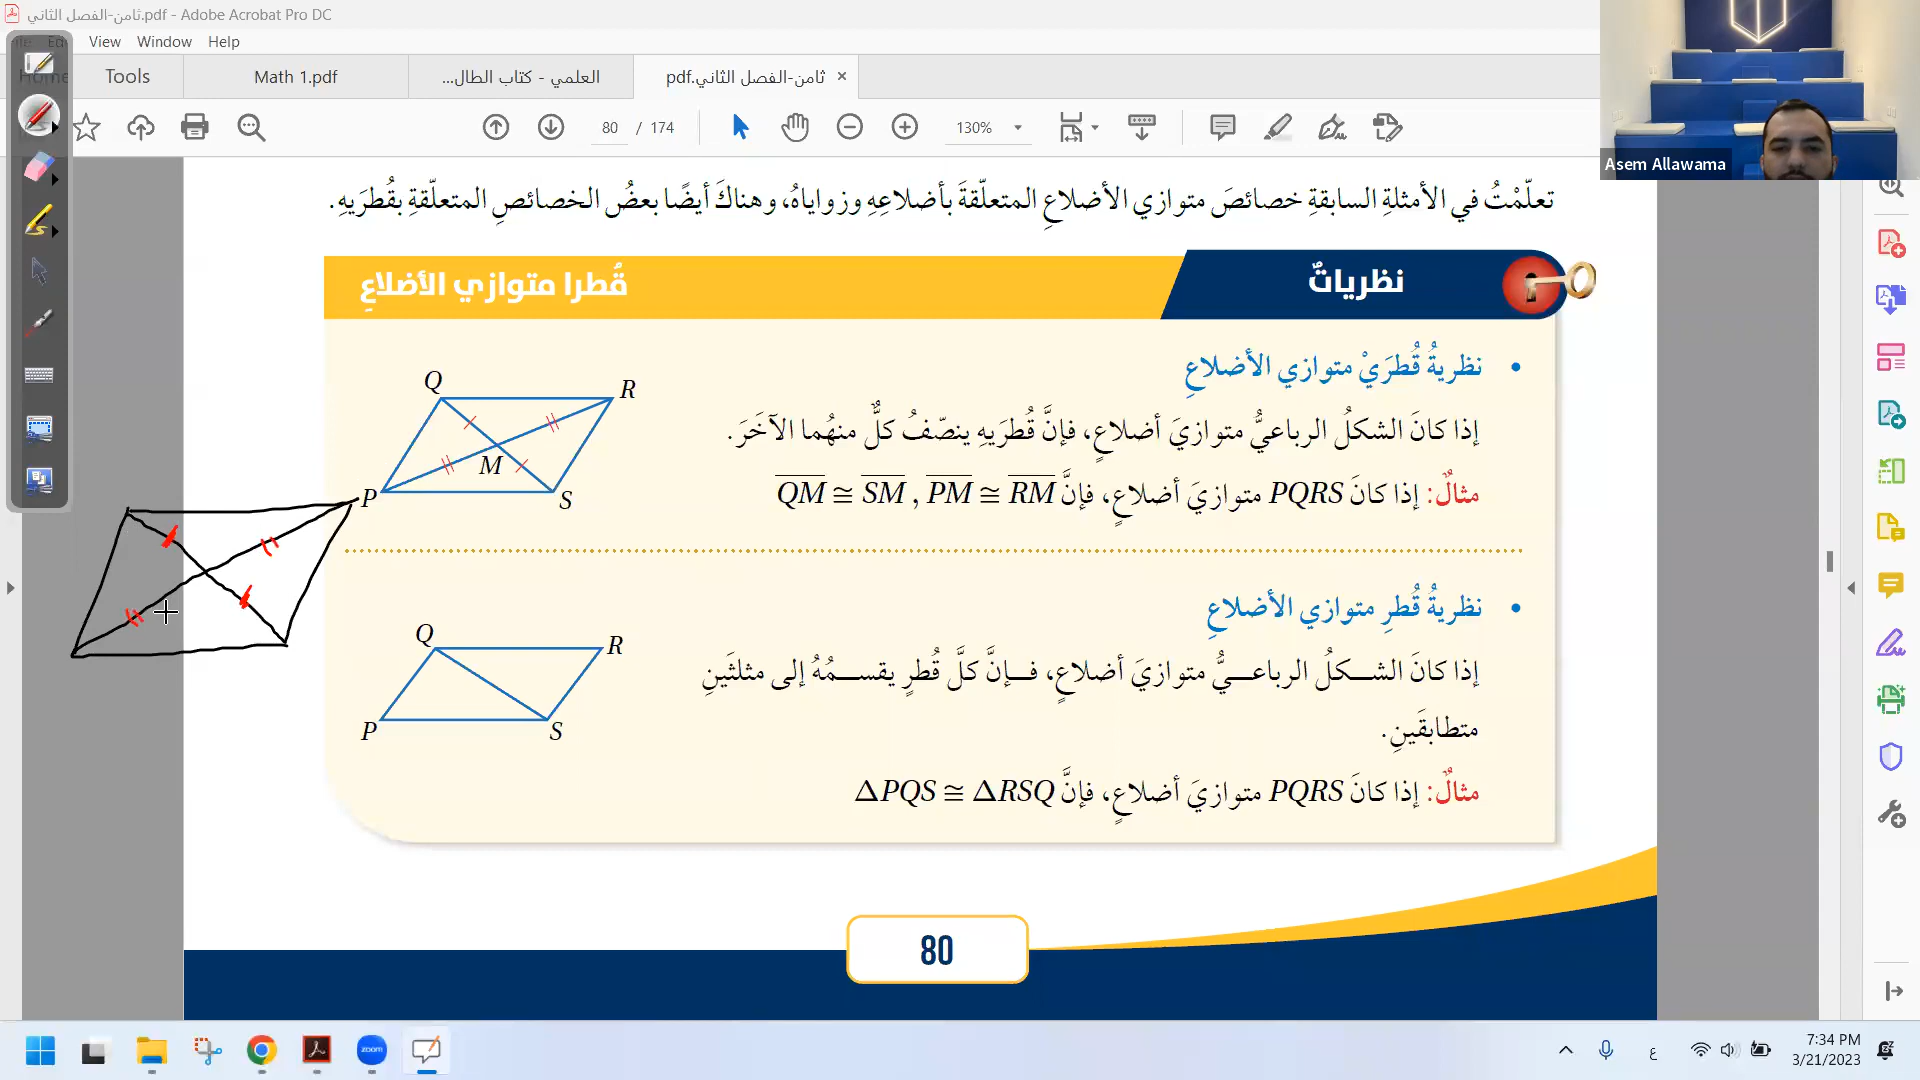 ثامن-الفصل الثاني.pdf - Adobe Acrobat Pro DC
View Window Help
Tools
Math 1.pdf
العلمي - كتاب الطال...
ثامن-الفصل الثاني.pdf ×
80 / 174
130%
Asem Allawama
تعلّمْتُ في الأمثلةِ السابقةِ خصائصَ متوازي الأضلاعِ المتعلّقةَ بأضلاعِهِ وزواياهُ، وهناكَ أيضًا بعضُ الخصائصِ المتعلّقةِ بقُطرَيهِ.
نظرياتٌ
قُطرا متوازي الأضلاعِ
• نظريةُ قُطرَيْ متوازي الأضلاعِ
إذا كانَ الشكلُ الرباعيُّ متوازيَ أضلاعٍ، فإنَّ قُطرَيهِ ينصّفُ كلٌّ منهُما الآخَرَ.
مثالٌ: إذا كانَ PQRS متوازيَ أضلاعٍ، فإنَّ QM ≅ SM , PM ≅ RM
Q
R
M
P
S
• نظريةُ قُطرِ متوازي الأضلاعِ
إذا كانَ الشكلُ الرباعيُّ متوازيَ أضلاعٍ، فإنَّ كلَّ قُطرٍ يقسمُهُ إلى مثلثَينِ
متطابقَينِ.
مثالٌ: إذا كانَ PQRS متوازيَ أضلاعٍ، فإنَّ ΔPQS ≅ ΔRSQ
Q
R
P
S
80
zoom
ع
7:34 PM
3/21/2023